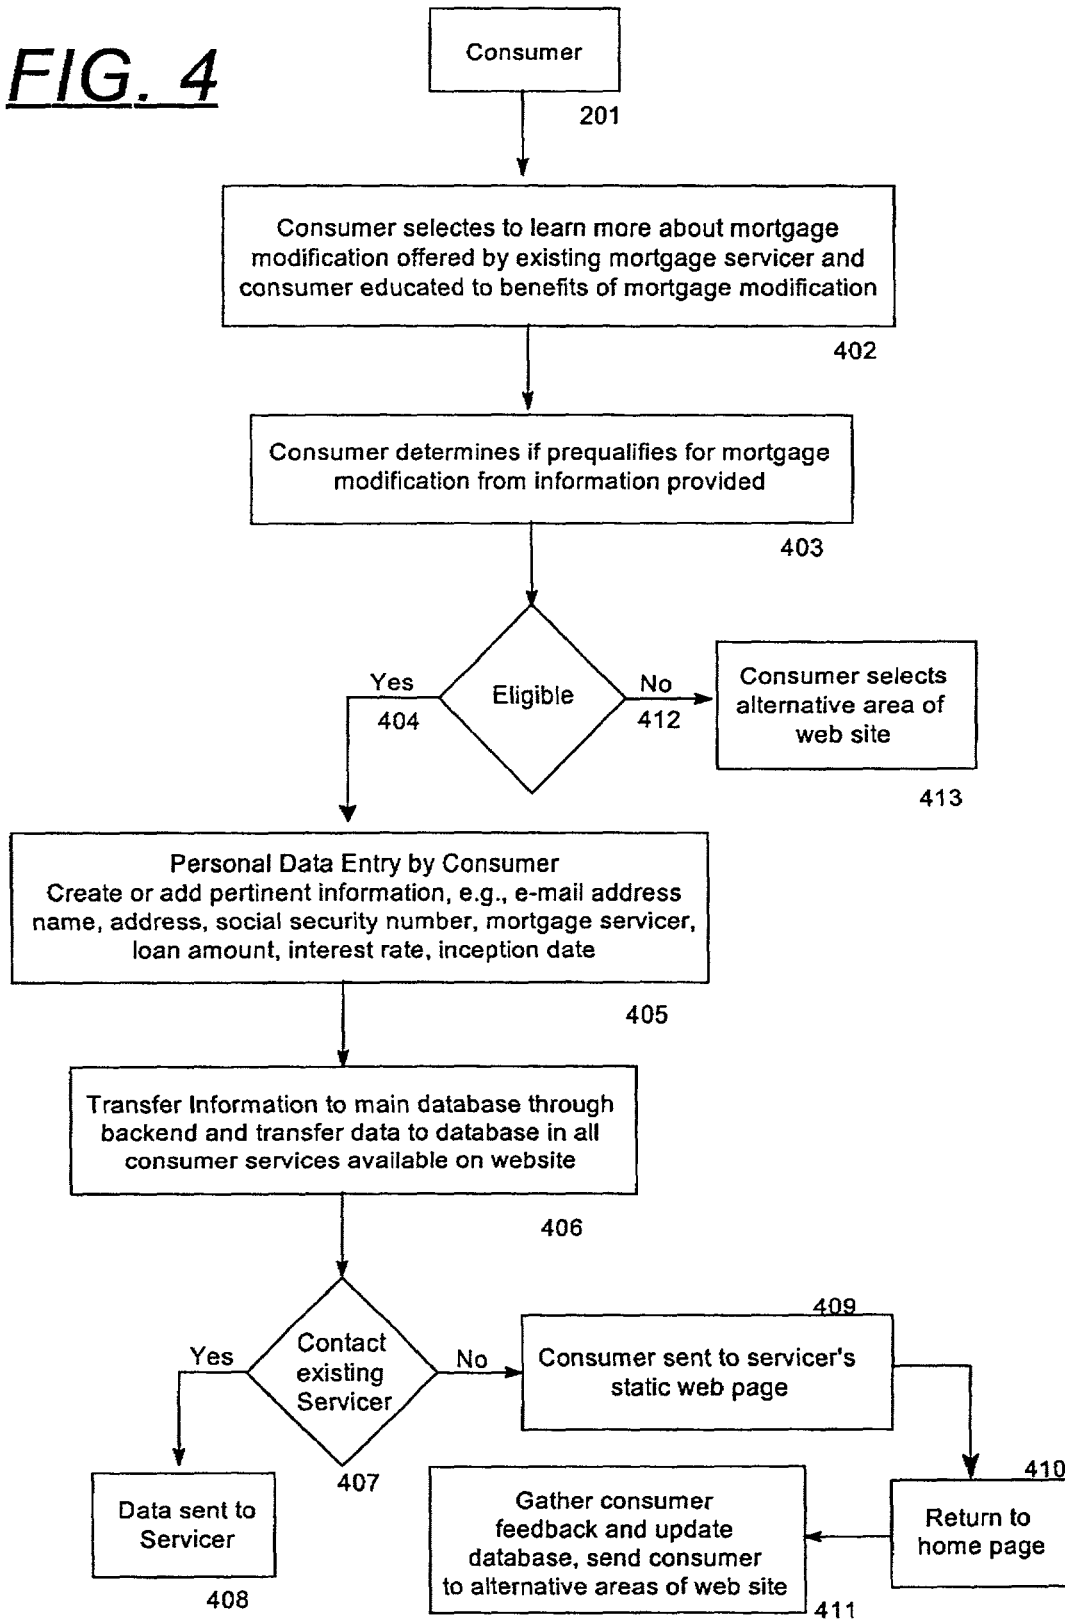 FIG. 4
Consumer
201
Consumer selectes to learn more about mortgage
modification offered by existing mortgage servicer and
consumer educated to benefits of mortgage modification
402
Consumer determines if prequalifies for mortgage
modification from information provided
403
Eligible
Yes
404
No
412
Consumer selects
alternative area of
web site
413
Personal Data Entry by Consumer
Create or add pertinent information, e.g., e-mail address
name, address, social security number, mortgage servicer,
loan amount, interest rate, inception date
405
Transfer Information to main database through
backend and transfer data to database in all
consumer services available on website
406
Contact
existing
Servicer
407
Yes
Data sent to
Servicer
408
No
409
Consumer sent to servicer's
static web page
410
Return to
home page
Gather consumer
feedback and update
database, send consumer
to alternative areas of web site
411